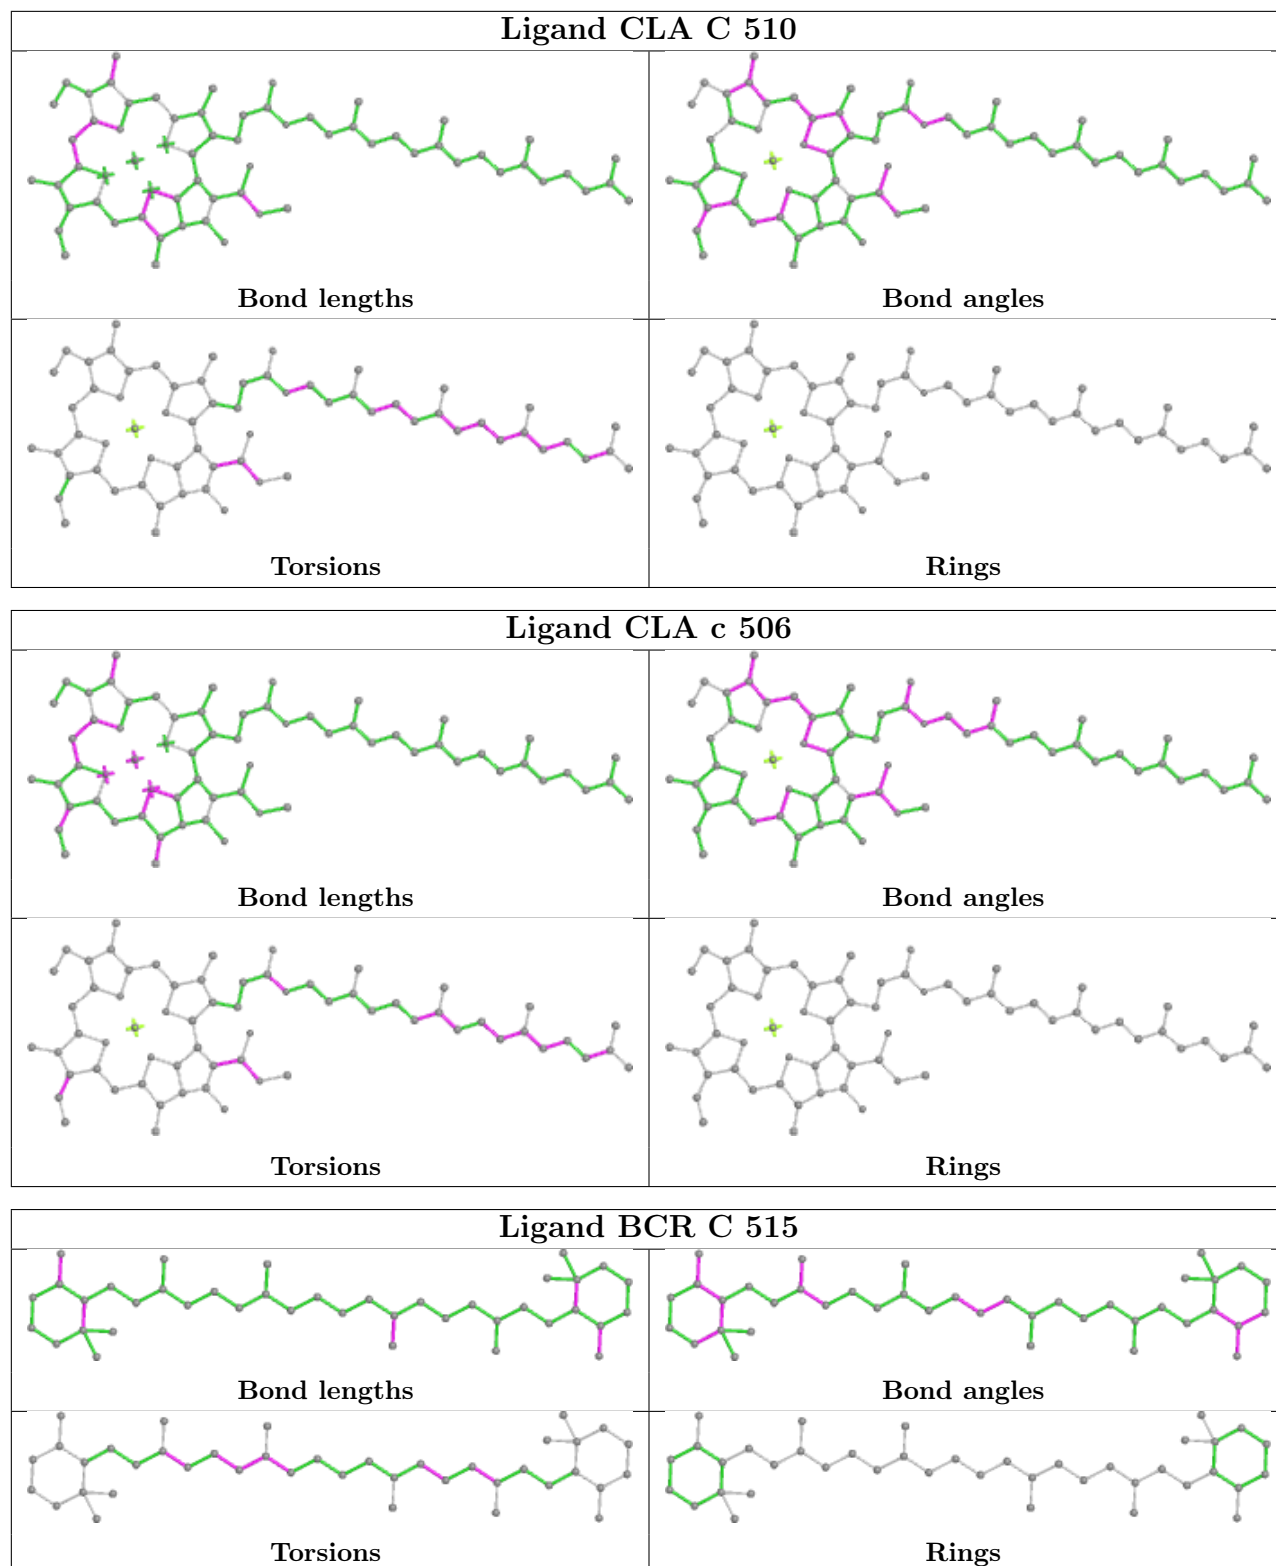 Ligand CLA C 510
Bond lengths
Bond angles
Torsions
Rings
Ligand CLA c 506
Bond lengths
Bond angles
Torsions
Rings
Ligand BCR C 515
Bond lengths
Bond angles
Torsions
Rings